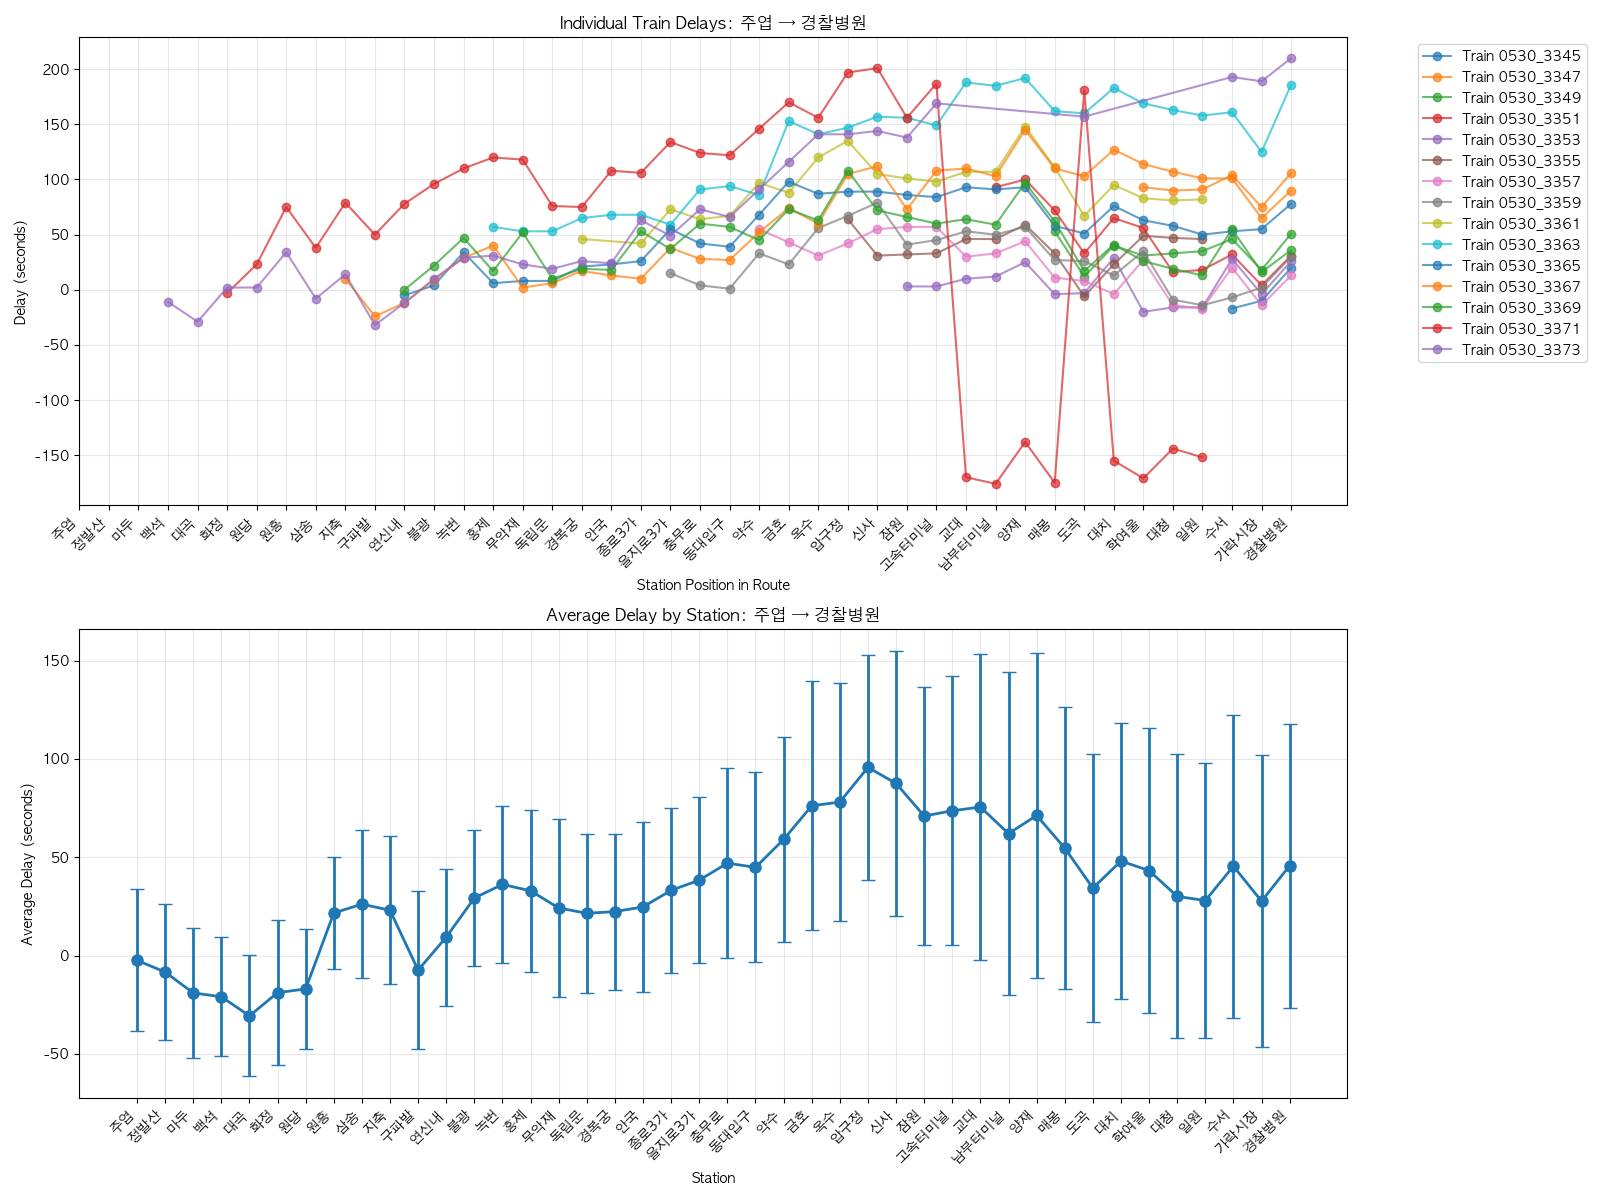 Individual Train Delays: 주엽 → 경찰병원
Delay (seconds)
200
150
100
50
0
-50
-100
-150
주엽
정발산
마두
백석
대곡
화정
원당
원흥
삼송
지축
구파발
연신내
불광
녹번
홍제
무악재
독립문
경복궁
안국
종로3가
을지로3가
충무로
동대입구
약수
금호
옥수
압구정
신사
잠원
고속터미널
교대
남부터미널
양재
매봉
도곡
대치
학여울
대청
일원
수서
가락시장
경찰병원
Station Position in Route
Train 0530_3345
Train 0530_3347
Train 0530_3349
Train 0530_3351
Train 0530_3353
Train 0530_3355
Train 0530_3357
Train 0530_3359
Train 0530_3361
Train 0530_3363
Train 0530_3365
Train 0530_3367
Train 0530_3369
Train 0530_3371
Train 0530_3373
Average Delay by Station: 주엽 → 경찰병원
Average Delay (seconds)
150
100
50
0
-50
주엽
정발산
마두
백석
대곡
화정
원당
원흥
삼송
지축
구파발
연신내
불광
녹번
홍제
무악재
독립문
경복궁
안국
종로3가
을지로3가
충무로
동대입구
약수
금호
옥수
압구정
신사
잠원
고속터미널
교대
남부터미널
양재
매봉
도곡
대치
학여울
대청
일원
수서
가락시장
경찰병원
Station